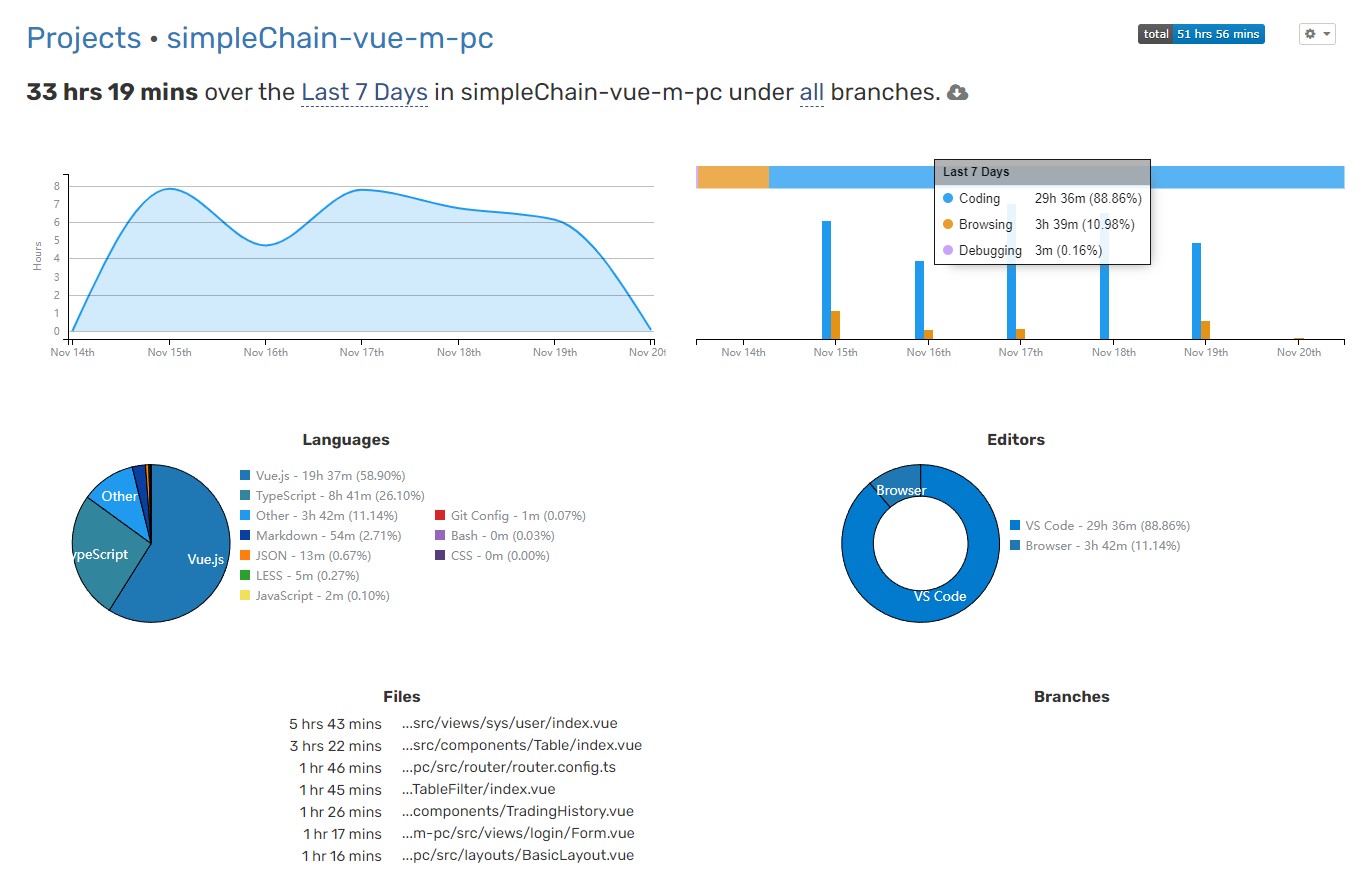 Projects • simpleChain-vue-m-pc
total 51 hrs 56 mins
33 hrs 19 mins over the Last 7 Days in simpleChain-vue-m-pc under all branches.
Hours
8
7
6
5
4
3
2
1
0
Nov 14th Nov 15th Nov 16th Nov 17th Nov 18th Nov 19th Nov 20t
Last 7 Days
Coding 29h 36m (88.86%)
Browsing 3h 39m (10.98%)
Debugging 3m (0.16%)
Nov 14th Nov 15th Nov 16th Nov 17th Nov 18th Nov 19th Nov 20th
Languages
Other
ypeScript
Vue.js
Vue.js - 19h 37m (58.90%)
TypeScript - 8h 41m (26.10%)
Other - 3h 42m (11.14%)
Markdown - 54m (2.71%)
JSON - 13m (0.67%)
LESS - 5m (0.27%)
JavaScript - 2m (0.10%)
Git Config - 1m (0.07%)
Bash - 0m (0.03%)
CSS - 0m (0.00%)
Editors
Browser
VS Code
VS Code - 29h 36m (88.86%)
Browser - 3h 42m (11.14%)
Files
5 hrs 43 mins ...src/views/sys/user/index.vue
3 hrs 22 mins ...src/components/Table/index.vue
1 hr 46 mins ...pc/src/router/router.config.ts
1 hr 45 mins ...TableFilter/index.vue
1 hr 26 mins ...components/TradingHistory.vue
1 hr 17 mins ...m-pc/src/views/login/Form.vue
1 hr 16 mins ...pc/src/layouts/BasicLayout.vue
Branches